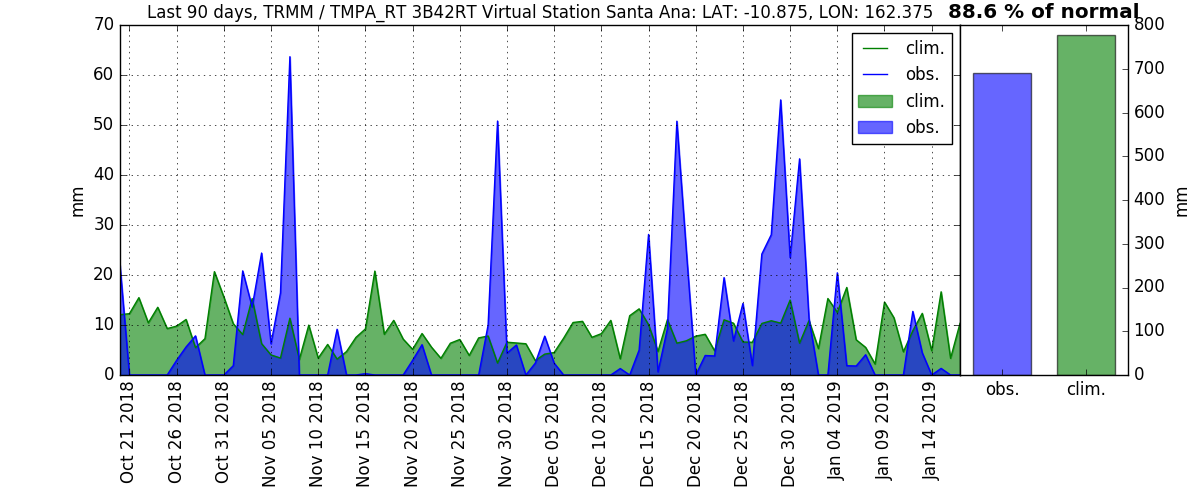 Last 90 days, TRMM / TMPA_RT 3B42RT Virtual Station Santa Ana: LAT: -10.875, LON: 162.375
88.6 % of normal
70
60
50
40
30
20
10
0
mm
clim.
obs.
clim.
obs.
800
700
600
500
400
300
200
100
0
mm
obs.
clim.
Oct 21 2018
Oct 26 2018
Oct 31 2018
Nov 05 2018
Nov 10 2018
Nov 15 2018
Nov 20 2018
Nov 25 2018
Nov 30 2018
Dec 05 2018
Dec 10 2018
Dec 15 2018
Dec 20 2018
Dec 25 2018
Dec 30 2018
Jan 04 2019
Jan 09 2019
Jan 14 2019